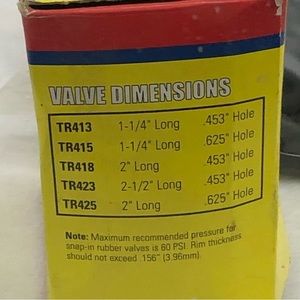 VALVE DIMENSIONS
TR413 1-1/4" Long .453" Hole
TR415 1-1/4" Long .625" Hole
TR418 2" Long .453" Hole
TR423 2-1/2" Long .453" Hole
TR425 2" Long .625" Hole
Note: Maximum recommended pressure for
snap-in rubber valves is 60 PSI. Rim thickness
should not exceed .156" (3.96mm).